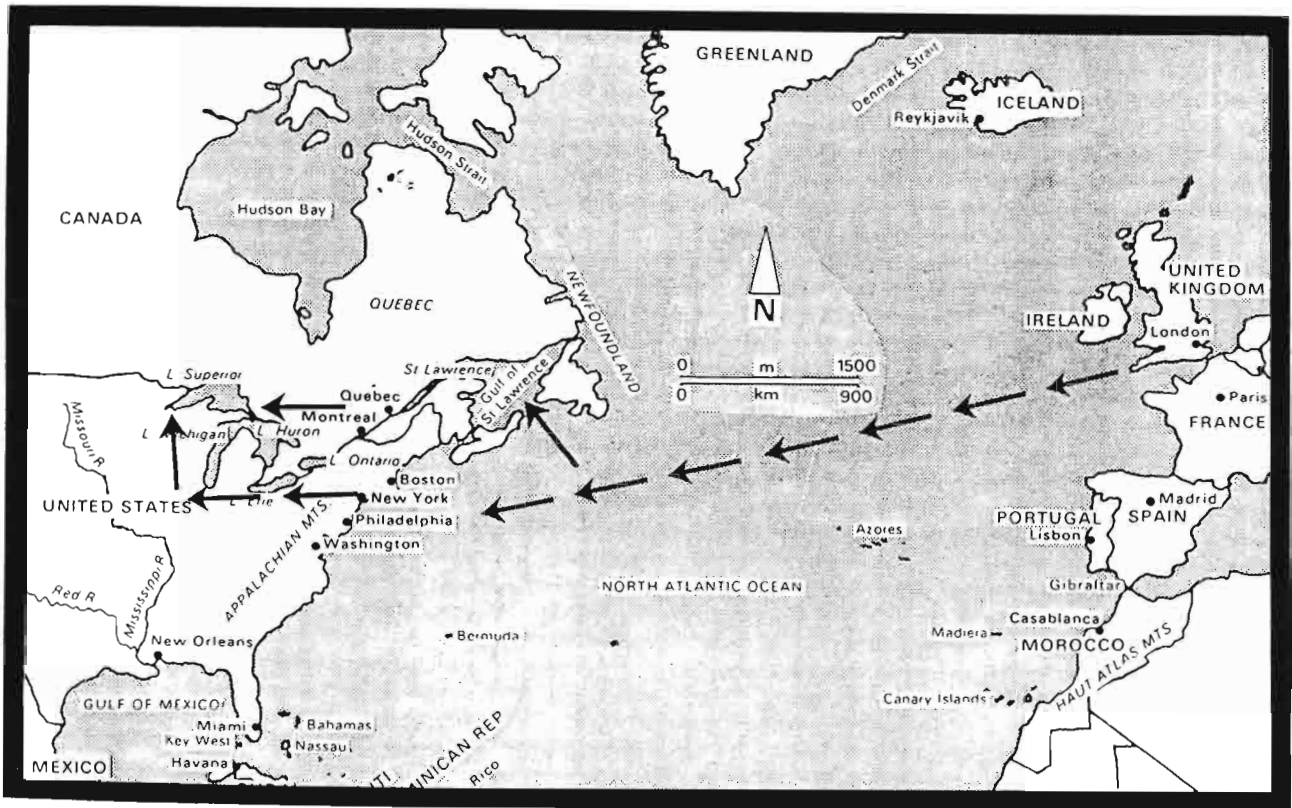 GREENLAND
Denmark Strait
ICELAND
Reykjavik
Hudson Strait
CANADA
Hudson Bay
NEWFOUNDLAND
QUEBEC
N
UNITED
KINGDOM
IRELAND
London
0 m 1500
0 km 900
L Superior
St Lawrence
Gulf of
St Lawrence
Quebec
Montreal
Paris
FRANCE
Missouri R
L Huron
L Ontario
Boston
UNITED STATES
L Erie
New York
Philadelphia
Washington
APPALACHIAN MTS.
Madrid
PORTUGAL
SPAIN
Lisbon
Azores
NORTH ATLANTIC OCEAN
Gibraltar
Red R
Mississippi R
New Orleans
Bermuda
Madiera
Casablanca
MOROCCO
HAUT ATLAS MTS
Canary Islands
GULF OF MEXICO
Miami
Bahamas
Key West
Nassau
Havana
MEXICO
ITI
MINICAN REP
Rico